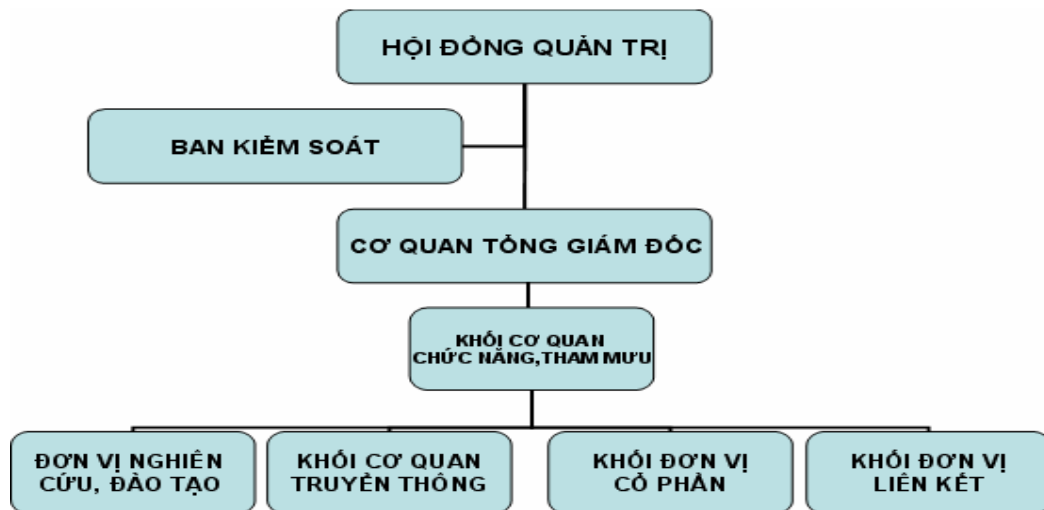 HỘI ĐỒNG QUẢN TRỊ
BAN KIỂM SOÁT
CƠ QUAN TỔNG GIÁM ĐỐC
KHỐI CƠ QUAN
CHỨC NĂNG,THAM MƯU
ĐƠN VỊ NGHIÊN
CỨU, ĐÀO TẠO
KHỐI CƠ QUAN
TRUYỀN THÔNG
KHỐI ĐƠN VỊ
CỔ PHẦN
KHỐI ĐƠN VỊ
LIÊN KẾT